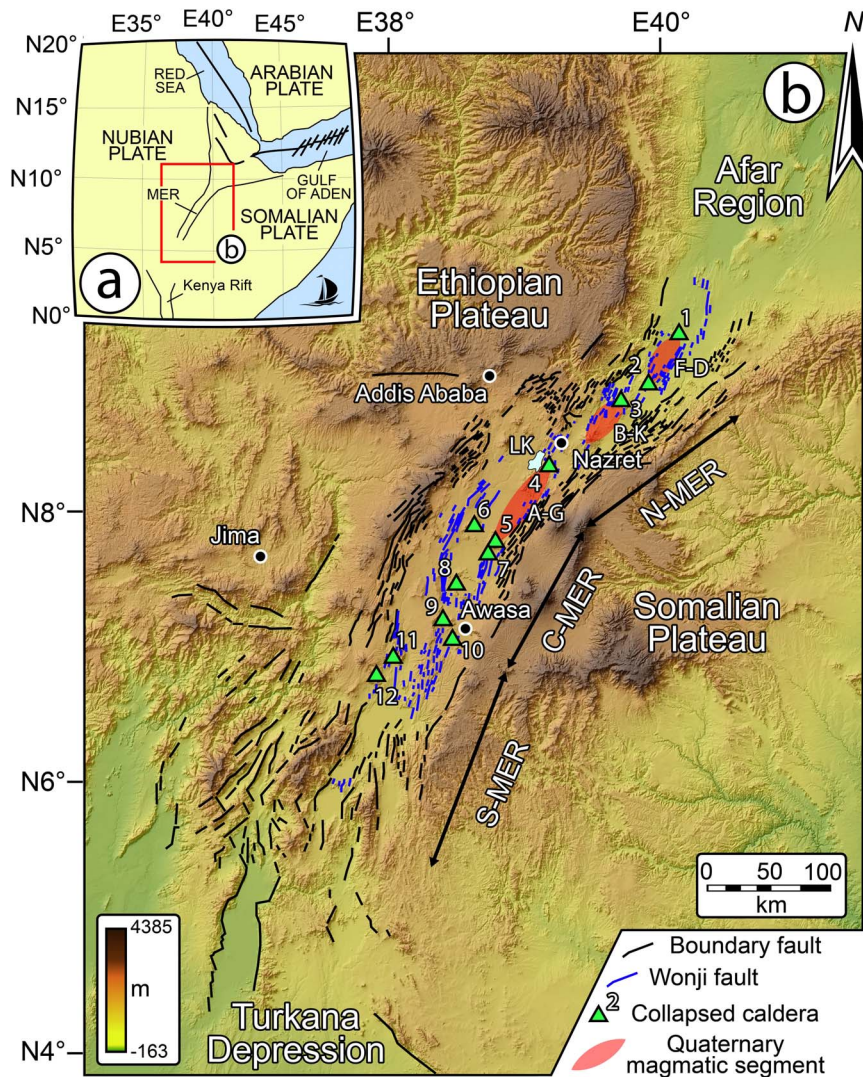 E38°
E40°
N
E35°
E40°
E45°
N20°
N15°
N10°
N5°
N0°
RED
SEA
ARABIAN
PLATE
NUBIAN
PLATE
MER
GULF
OF ADEN
SOMALIAN
PLATE
b
a
Kenya Rift
b
Afar
Region
Ethiopian
Plateau
Addis Ababa
1
F-D
2
3
B-K
LK
Nazret
4
A-G
N-MER
N8°
Jima
6
5
7
8
C-MER
Somalian
Plateau
9
Awasa
10
11
12
S-MER
N6°
0 50 100
km
4385
m
-163
Turkana
Depression
N4°
Boundary fault
Wonji fault
2 Collapsed caldera
Quaternary
magmatic segment